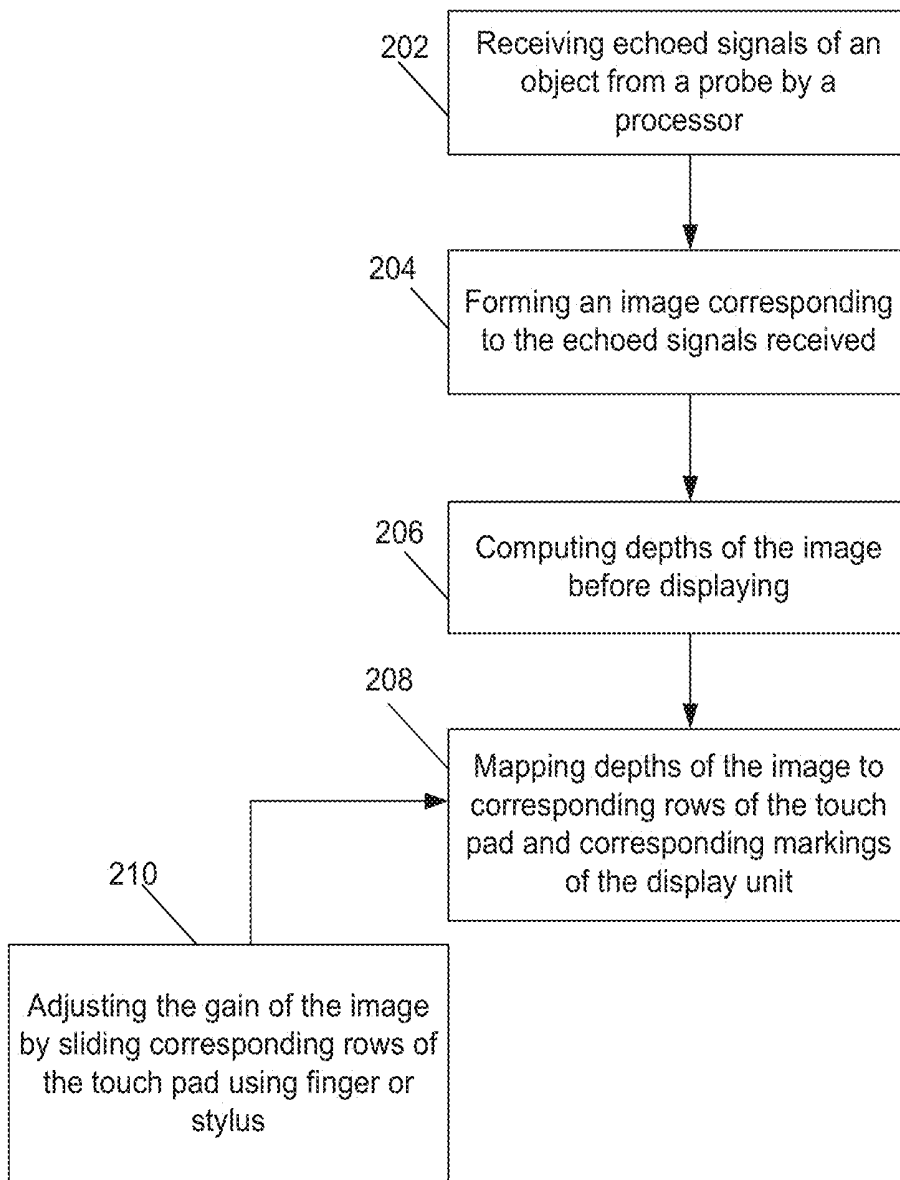 202
Receiving echoed signals of an
object from a probe by a
processor
204
Forming an image corresponding
to the echoed signals received
206
Computing depths of the image
before displaying
208
Mapping depths of the image to
corresponding rows of the touch
pad and corresponding markings
of the display unit
210
Adjusting the gain of the image
by sliding corresponding rows of
the touch pad using finger or
stylus